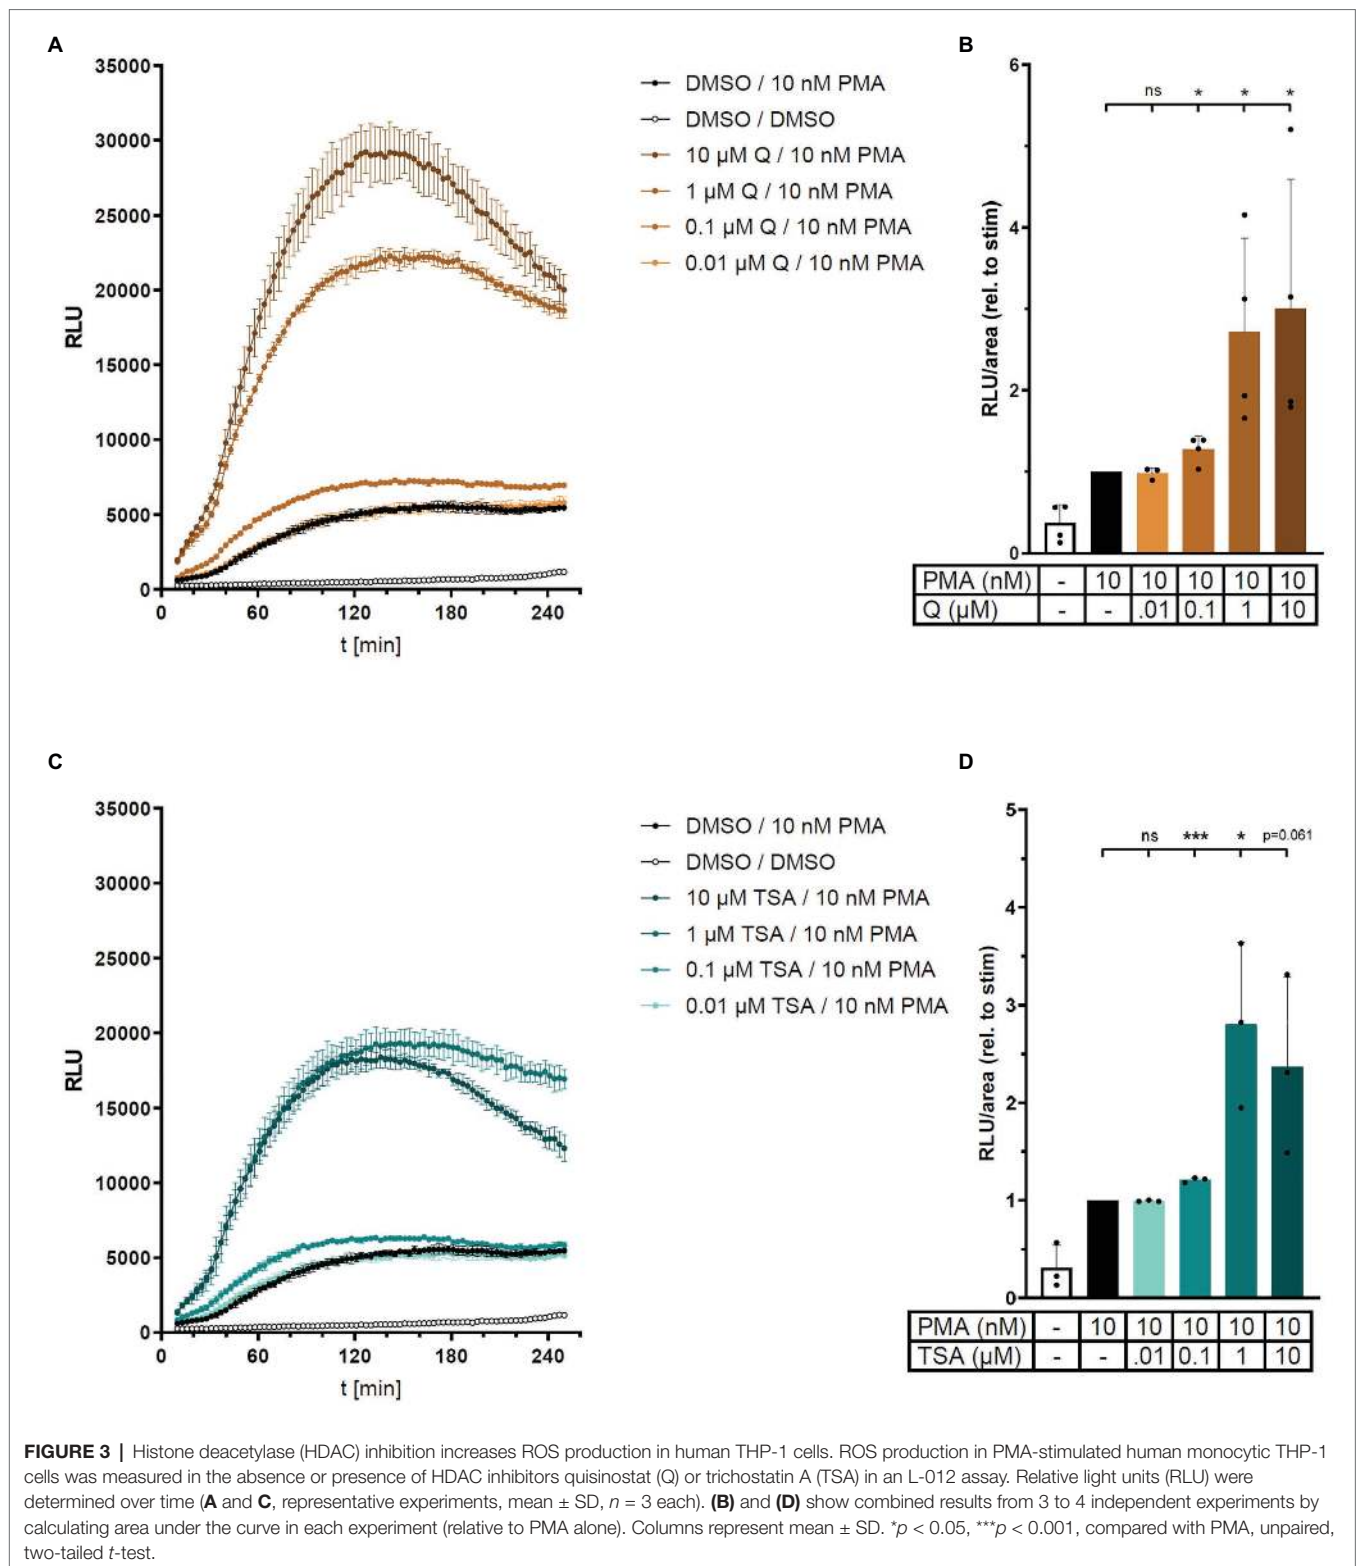 A
35000
30000
25000
20000
15000
10000
5000
0
RLU
0 60 120 180 240
t [min]
DMSO / 10 nM PMA
DMSO / DMSO
10 µM Q / 10 nM PMA
1 µM Q / 10 nM PMA
0.1 µM Q / 10 nM PMA
0.01 µM Q / 10 nM PMA
B
6
4
2
0
RLU/area (rel. to stim)
ns * * *
PMA (nM) - 10 10 10 10 10
Q (µM) - - .01 0.1 1 10
C
35000
30000
25000
20000
15000
10000
5000
0
RLU
0 60 120 180 240
t [min]
DMSO / 10 nM PMA
DMSO / DMSO
10 µM TSA / 10 nM PMA
1 µM TSA / 10 nM PMA
0.1 µM TSA / 10 nM PMA
0.01 µM TSA / 10 nM PMA
D
5
4
3
2
1
0
RLU/area (rel. to stim)
ns *** * p=0.061
PMA (nM) - 10 10 10 10 10
TSA (µM) - - .01 0.1 1 10
FIGURE 3 | Histone deacetylase (HDAC) inhibition increases ROS production in human THP-1 cells. ROS production in PMA-stimulated human monocytic THP-1
cells was measured in the absence or presence of HDAC inhibitors quisinostat (Q) or trichostatin A (TSA) in an L-012 assay. Relative light units (RLU) were
determined over time (A and C, representative experiments, mean ± SD, n = 3 each). (B) and (D) show combined results from 3 to 4 independent experiments by
calculating area under the curve in each experiment (relative to PMA alone). Columns represent mean ± SD. *p < 0.05, ***p < 0.001, compared with PMA, unpaired,
two-tailed t-test.